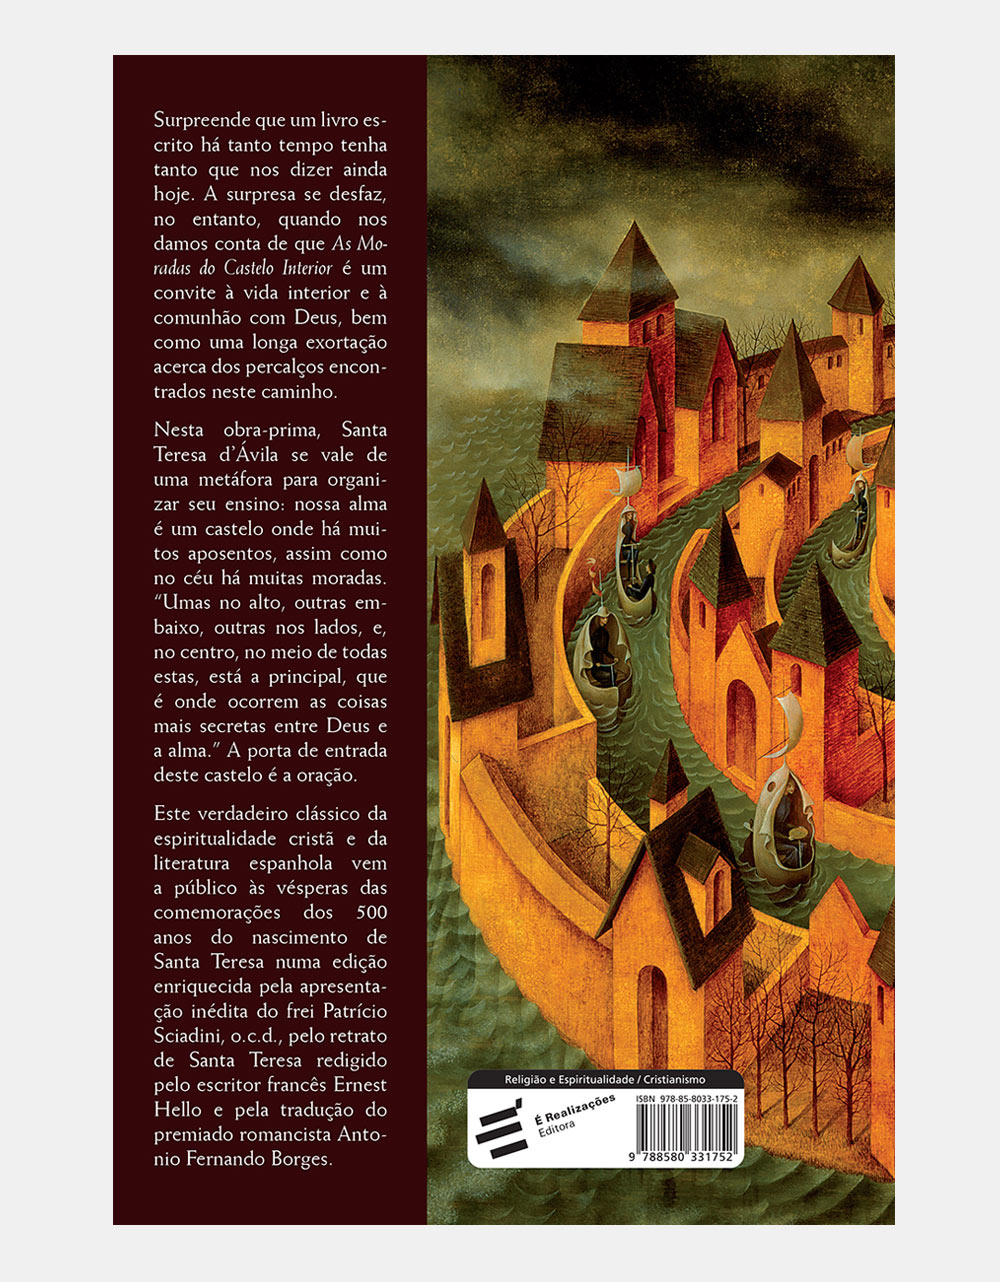 Surpreende que um livro es-
crito há tanto tempo tenha
tanto que nos dizer ainda
hoje. A surpresa se desfaz,
no entanto, quando nos
damos conta de que As Mo-
radas do Castelo Interior é um
convite à vida interior e à
comunhão com Deus, bem
como uma longa exortação
acerca dos percalços encon-
trados neste caminho.
Nesta obra-prima, Santa
Teresa d’Ávila se vale de
uma metáfora para organi-
zar seu ensino: nossa alma
é um castelo onde há mui-
tos aposentos, assim como
no céu há muitas moradas.
“Umas no alto, outras em-
baixo, outras nos lados, e,
no centro, no meio de todas
estas, está a principal, que
é onde ocorrem as coisas
mais secretas entre Deus e
a alma.” A porta de entrada
deste castelo é a oração.
Este verdadeiro clássico da
espiritualidade cristã e da
literatura espanhola vem
a público às vésperas das
comemorações dos 500
anos do nascimento de
Santa Teresa numa edição
enriquecida pela apresenta-
ção inédita do frei Patrício
Sciadini, o.c.d., pelo retrato
de Santa Teresa redigido
pelo escritor francês Ernest
Hello e pela tradução do
premiado romancista Anto-
nio Fernando Borges.
Religião e Espiritualidade / Cristianismo
É Realizações
Editora
ISBN 978-85-8033-175-2
9 788580 331752